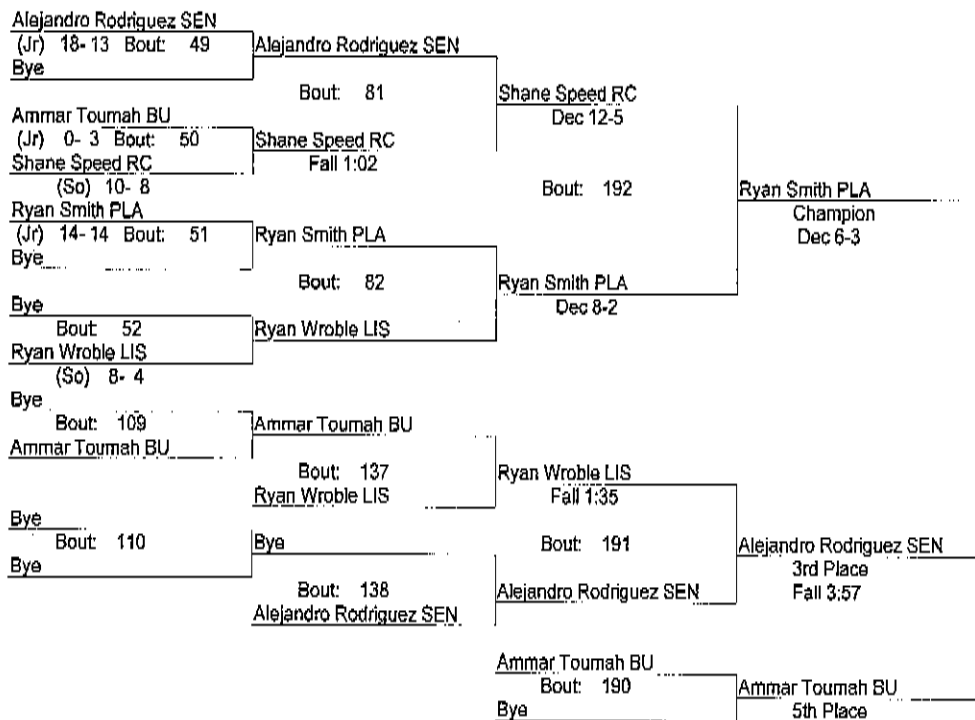 Alejandro Rodriguez SEN
(Jr) 18- 13 Bout: 49
Bye
Alejandro Rodriguez SEN
Bout: 81
Ammar Toumah BU
(Jr) 0- 3 Bout: 50
Shane Speed RC
(So) 10- 8
Shane Speed RC
Fall 1:02
Shane Speed RC
Dec 12-5
Bout: 192
Ryan Smith PLA
(Jr) 14- 14 Bout: 51
Bye
Ryan Smith PLA
Bout: 82
Bye
Bout: 52
Ryan Wroble LIS
(So) 8- 4
Ryan Wroble LIS
Ryan Smith PLA
Dec 8-2
Ryan Smith PLA
Champion
Dec 6-3
Bye
Bout: 109
Ammar Toumah BU
Ammar Toumah BU
Bout: 137
Ryan Wroble LIS
Ryan Wroble LIS
Fall 1:35
Bout: 191
Bye
Bout: 110
Bye
Bye
Bout: 138
Alejandro Rodriguez SEN
Alejandro Rodriguez SEN
Alejandro Rodriguez SEN
3rd Place
Fall 3:57
Ammar Toumah BU
Bout: 190
Bye
Ammar Toumah BU
5th Place